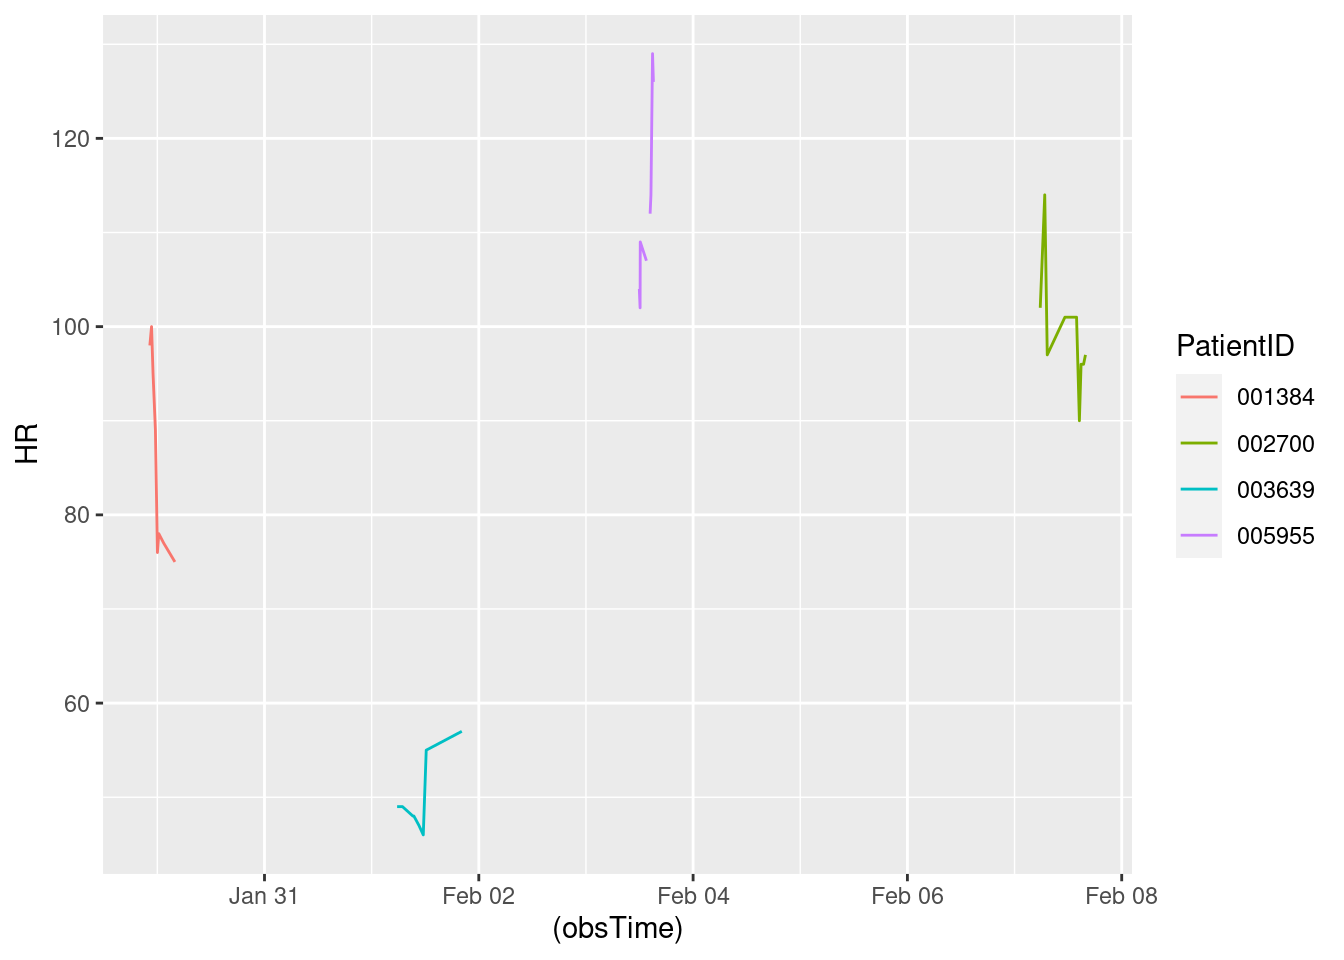 120
100
80
60
HR
Jan 31
Feb 02
Feb 04
Feb 06
Feb 08
(obsTime)
PatientID
001384
002700
003639
005955